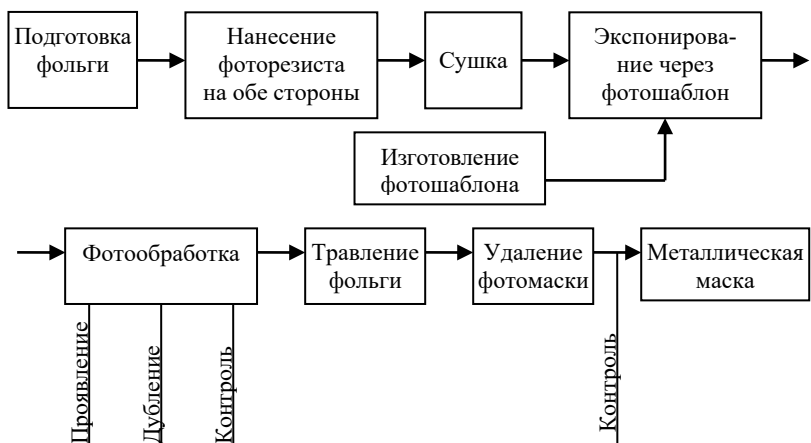 Подготовка
фольги
Нанесение
фоторезиста
на обе стороны
Сушка
Экспонирова-
ние через
фотошаблон
Изготовление
фотошаблона
Фотообработка
Травление
фольги
Удаление
фотомаски
Металлическая
маска
Проявление
Дубление
Контроль
Контроль